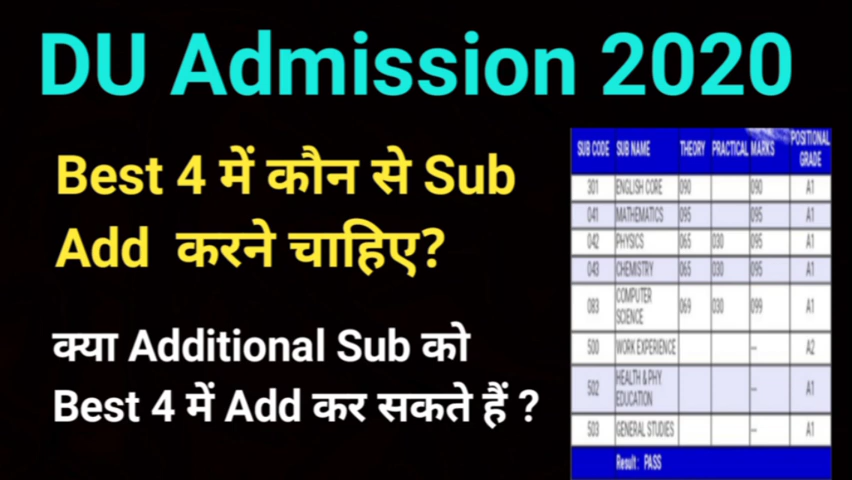 DU Admission 2020
Best 4 में कौन से Sub
Add करने चाहिए?
क्या Additional Sub को
Best 4 में Add कर सकते हैं ?
SUB CODE SUB NAME THEORY PRACTICAL MARKS POSITIONAL GRADE
301 ENGLISH CORE 090 090 A1
041 MATHEMATICS 095 095 A1
042 PHYSICS 065 030 095 A1
043 CHEMISTRY 065 030 095 A1
083 COMPUTER SCIENCE 069 030 099 A1
500 WORK EXPERIENCE -- A2
502 HEALTH & PHY. EDUCATION -- A1
503 GENERAL STUDIES -- A1
Result: PASS